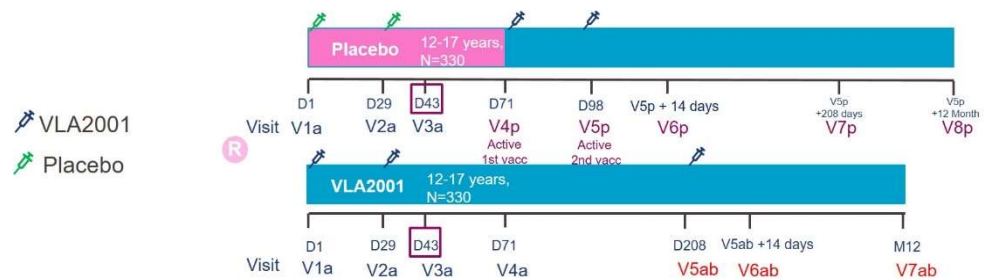 Placebo
12-17 years,
N=330
D1 D29 D43 D71 D98 V5p + 14 days V5p +208 days V5p +12 Month
Visit V1a V2a V3a V4p V5p V6p V7p V8p
Active 1st vacc Active 2nd vacc
VLA2001
Placebo
R
VLA2001
12-17 years,
N=330
D1 D29 D43 D71 D208 V5ab +14 days M12
Visit V1a V2a V3a V4a V5ab V6ab V7ab